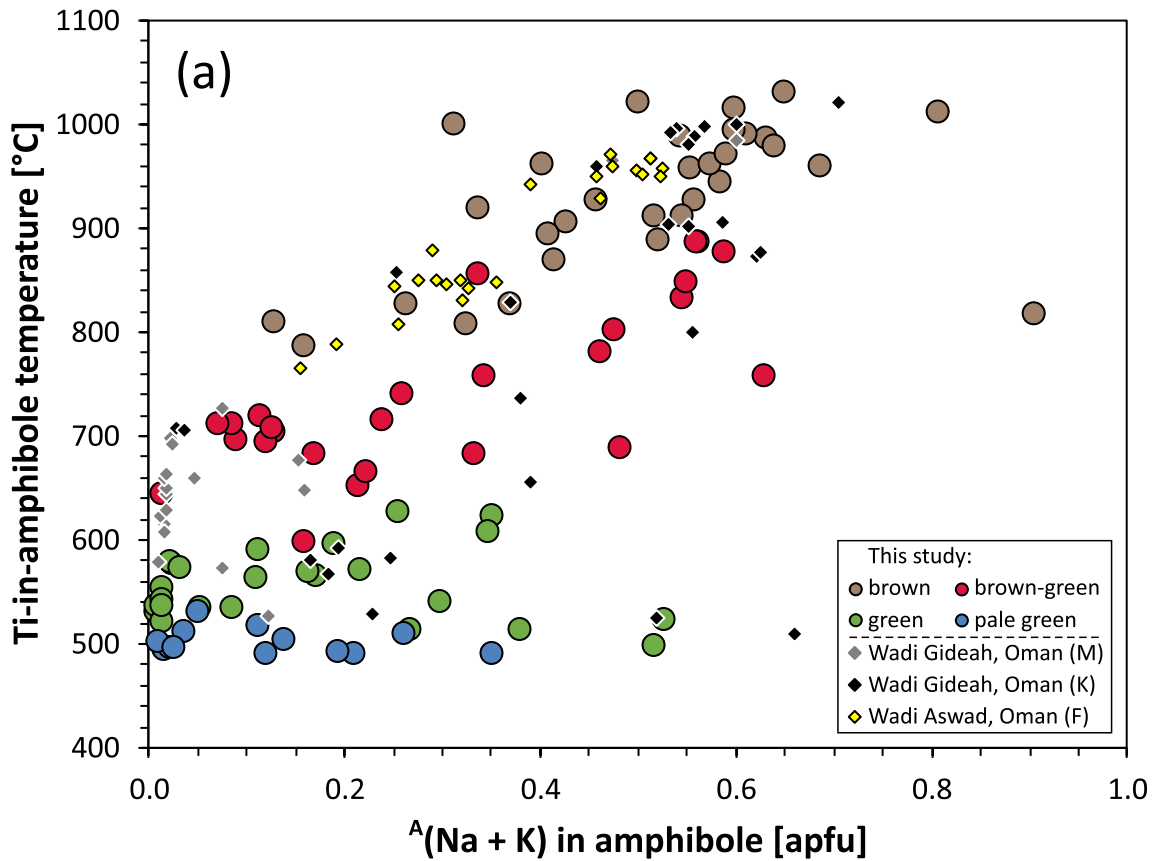 (a)
Ti-in-amphibole temperature [°C]
1100
1000
900
800
700
600
500
400
This study:
brown brown-green
green pale green
Wadi Gideah, Oman (M)
Wadi Gideah, Oman (K)
Wadi Aswad, Oman (F)
0.0 0.2 0.4 0.6 0.8 1.0
A(Na + K) in amphibole [apfu]